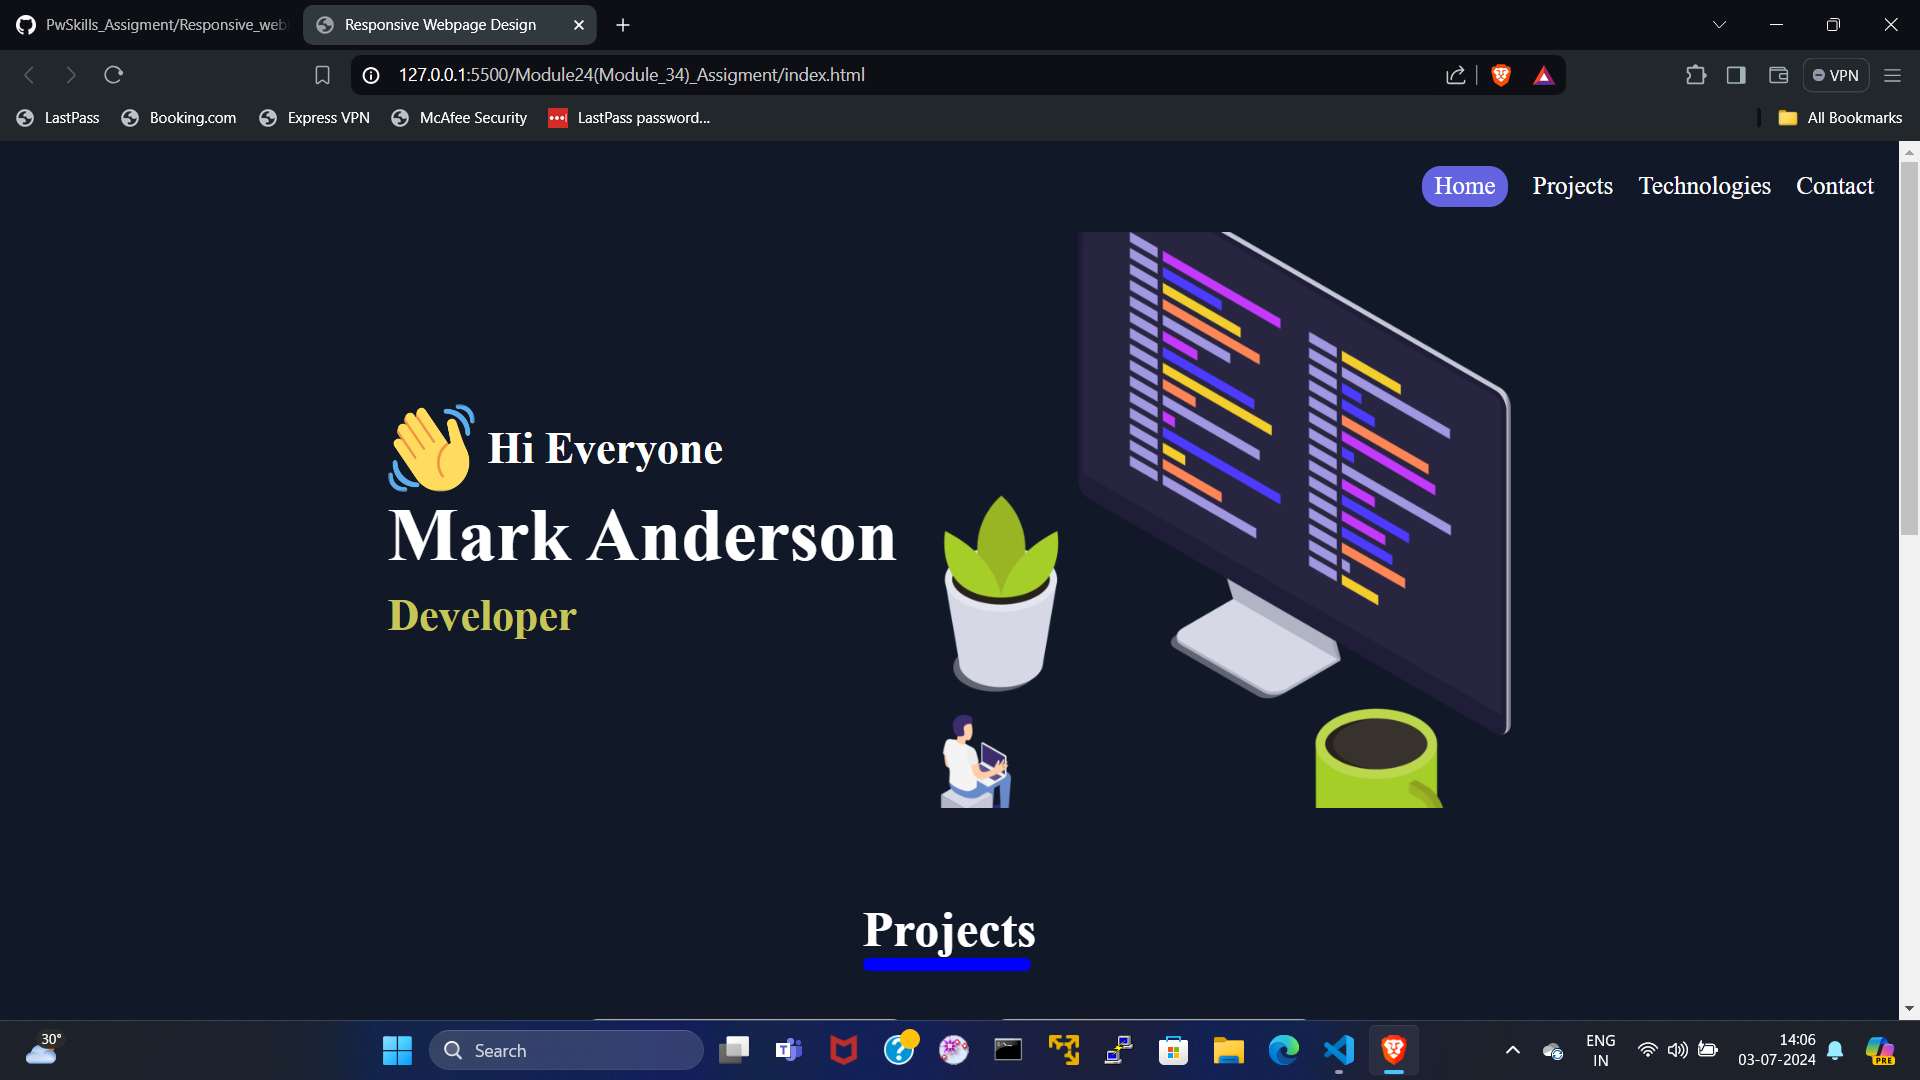 PwSkills_Assigment/Responsive_web
Responsive Webpage Design
127.0.0.1:5500/Module24(Module_34)_Assigment/index.html
VPN
LastPass
Booking.com
Express VPN
McAfee Security
LastPass password...
All Bookmarks
Home
Projects
Technologies
Contact
Hi Everyone
Mark Anderson
Developer
Projects
30°
Search
ENG
IN
14:06
03-07-2024
PRE